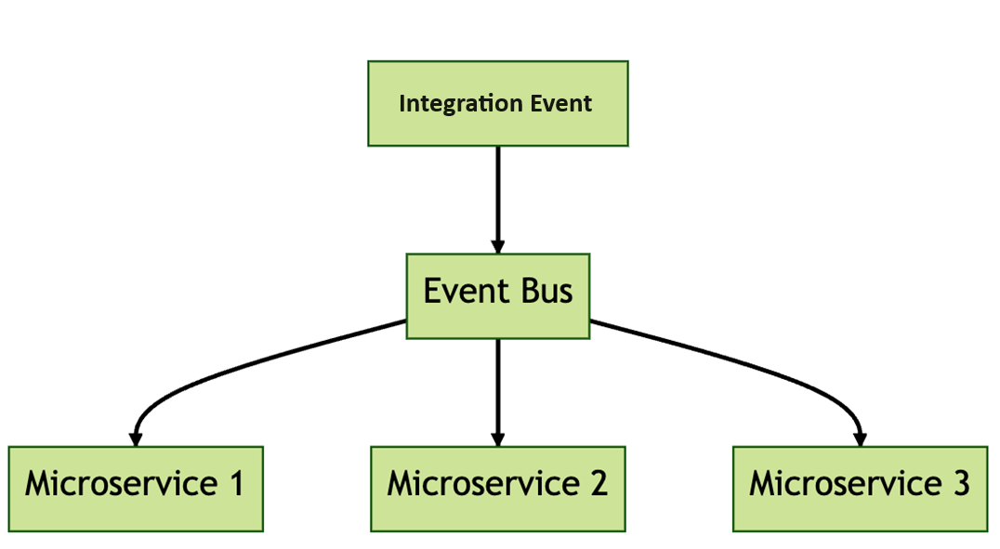 Integration Event
Event Bus
Microservice 1
Microservice 2
Microservice 3